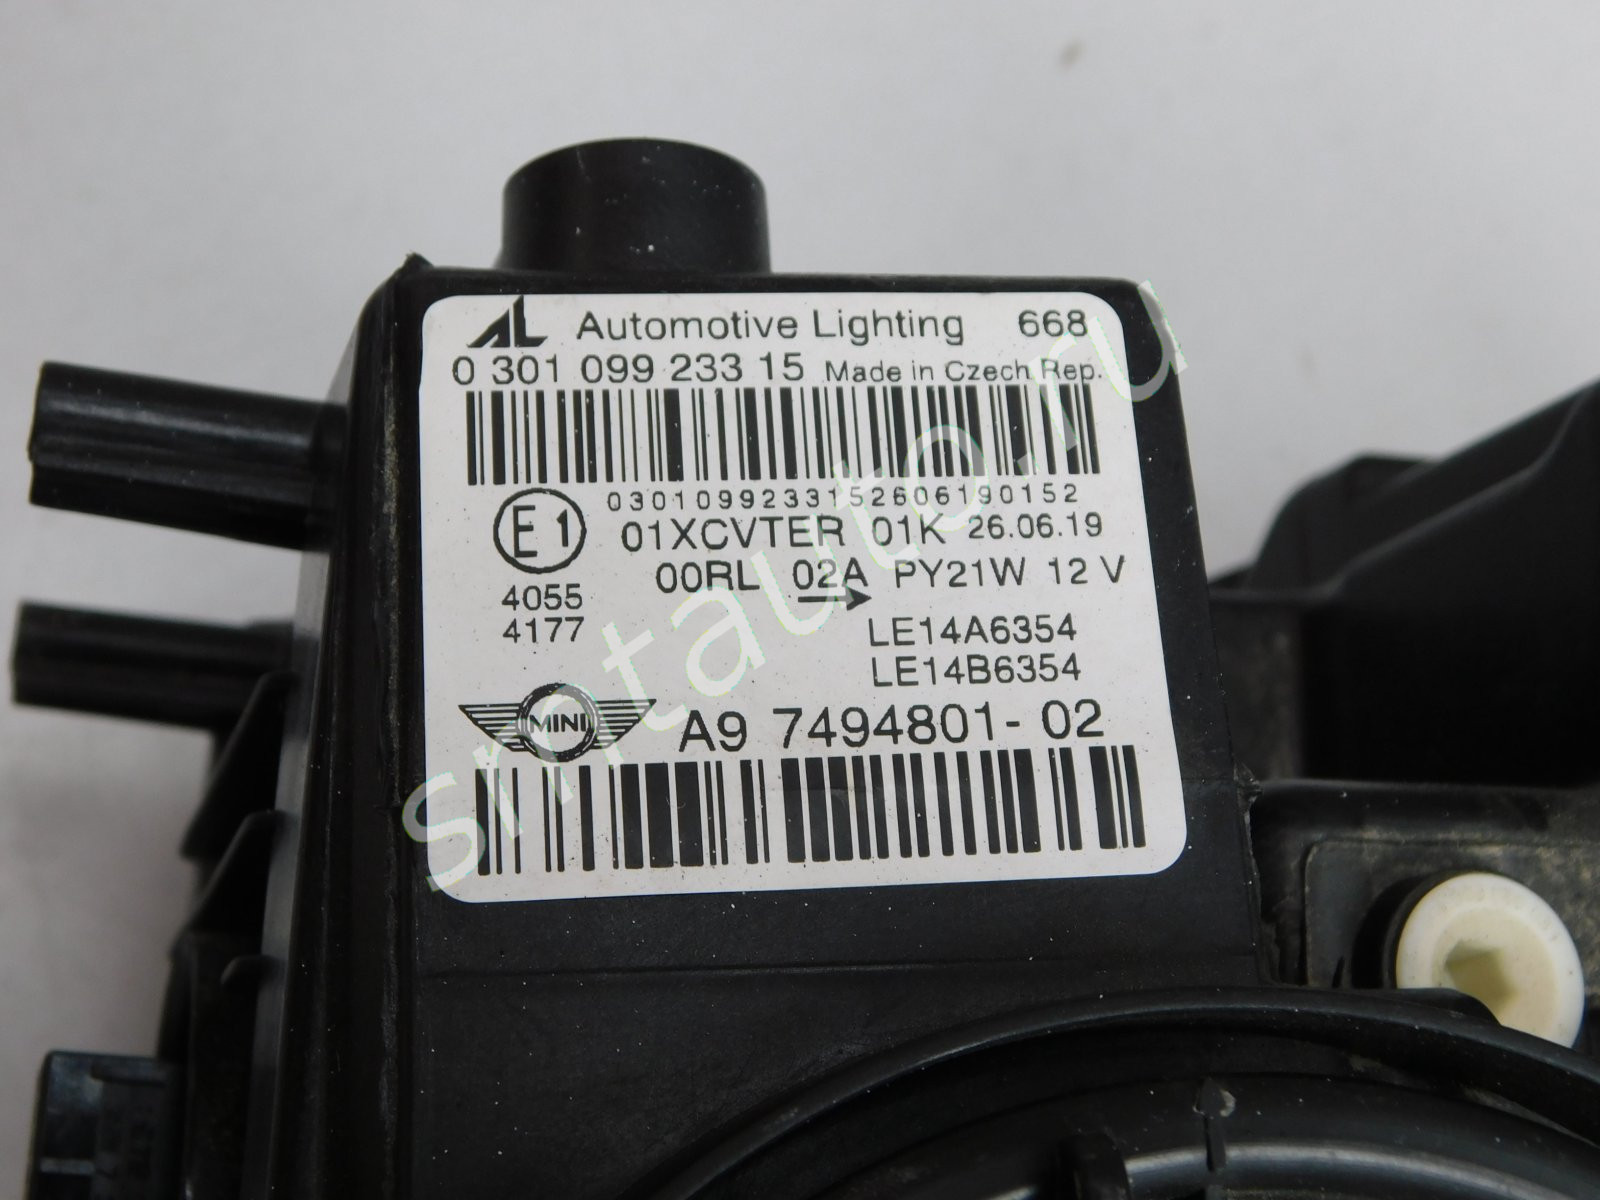 AL Automotive Lighting 668
0 301 099 233 15 Made in Czech Rep.
0301099233152606190152
E1 01XCVTER 01K 26.06.19
00RL 02A PY21W 12 V
4055
4177
LE14A6354
LE14B6354
MINI A9 7494801-02
smtauto.ru